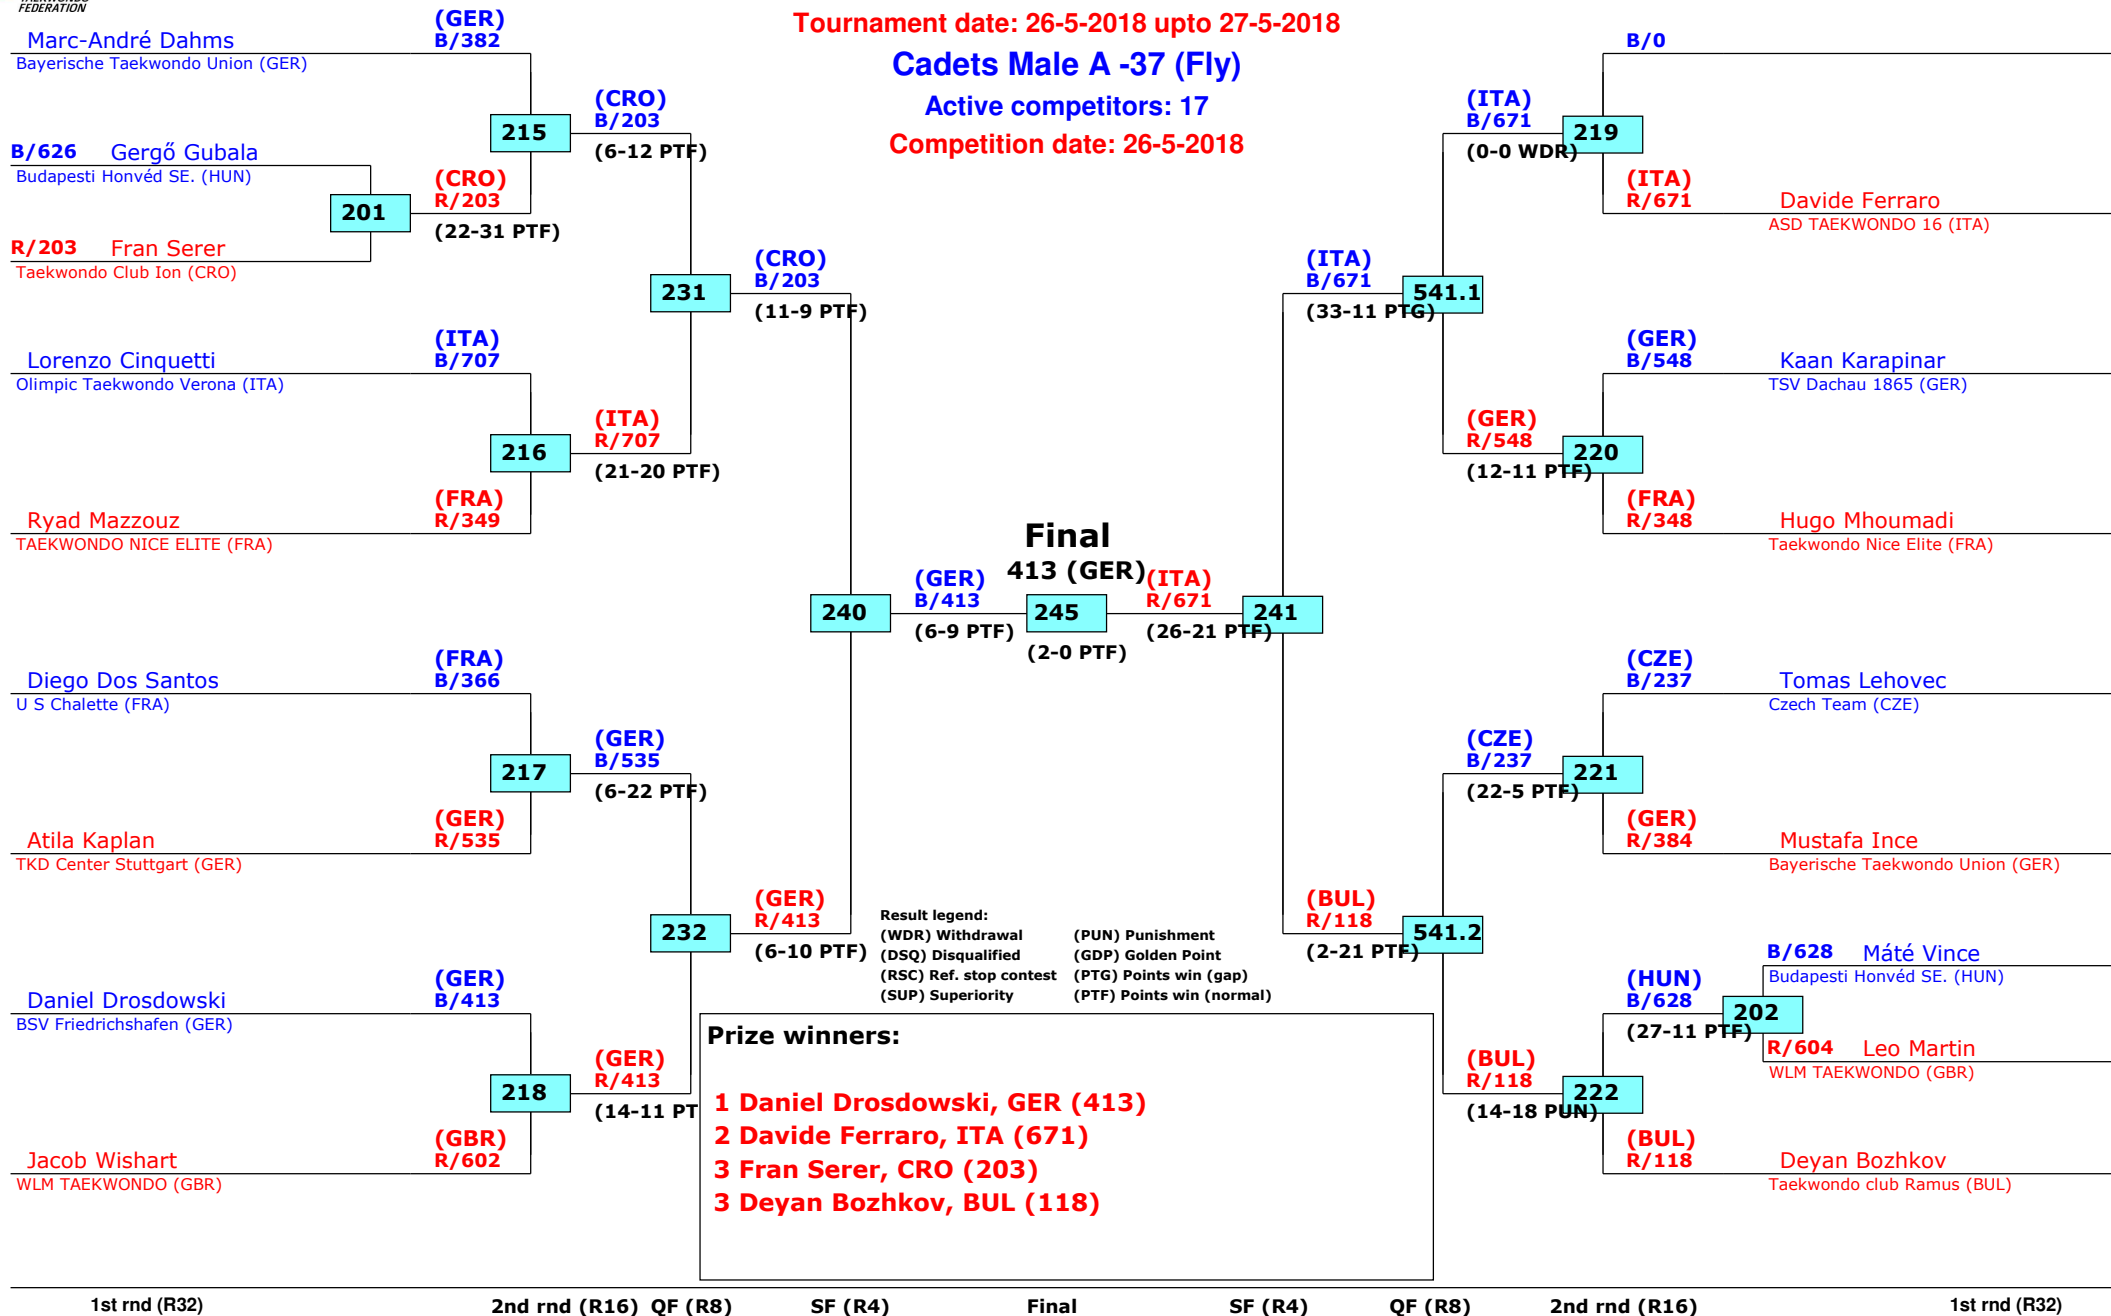 FEDERATION
Tournament date: 26-5-2018 upto 27-5-2018
Cadets Male A -37 (Fly)
Active competitors: 17
Competition date: 26-5-2018
(GER)
Marc-André Dahms B/382
Bayerische Taekwondo Union (GER)
215
(CRO)
B/203
(6-12 PTF)
B/626 Gergő Gubala
Budapesti Honvéd SE. (HUN)
201
(CRO)
R/203
(22-31 PTF)
R/203 Fran Serer
Taekwondo Club Ion (CRO)
231
(CRO)
B/203
(11-9 PTF)
(ITA)
Lorenzo Cinquetti B/707
Olimpic Taekwondo Verona (ITA)
216
(ITA)
R/707
(21-20 PTF)
(FRA)
Ryad Mazzouz R/349
TAEKWONDO NICE ELITE (FRA)
240
(GER)
B/413
(6-9 PTF)
Final
413 (GER)
245
(2-0 PTF)
(ITA)
R/671
(26-21 PTF)
241
(FRA)
Diego Dos Santos B/366
U S Chalette (FRA)
217
(GER)
B/535
(6-22 PTF)
(GER)
Atila Kaplan R/535
TKD Center Stuttgart (GER)
232
(GER)
R/413
(6-10 PTF)
(GER)
Daniel Drosdowski B/413
BSV Friedrichshafen (GER)
218
(GER)
R/413
(14-11 PT
(GBR)
Jacob Wishart R/602
WLM TAEKWONDO (GBR)
B/0
(ITA)
B/671
219
(0-0 WDR)
(ITA)
R/671 Davide Ferraro
ASD TAEKWONDO 16 (ITA)
(ITA)
B/671
541.1
(33-11 PTG)
(GER)
B/548 Kaan Karapinar
TSV Dachau 1865 (GER)
(GER)
R/548
220
(12-11 PTF)
(FRA)
R/348 Hugo Mhoumadi
Taekwondo Nice Elite (FRA)
(CZE)
B/237 Tomas Lehovec
Czech Team (CZE)
(CZE)
B/237
221
(22-5 PTF)
(GER)
R/384 Mustafa Ince
Bayerische Taekwondo Union (GER)
(BUL)
R/118
541.2
(2-21 PTF)
B/628 Máté Vince
Budapesti Honvéd SE. (HUN)
(HUN)
B/628
202
(27-11 PTF)
R/604 Leo Martin
WLM TAEKWONDO (GBR)
(BUL)
R/118
222
(14-18 PUN)
(BUL)
R/118 Deyan Bozhkov
Taekwondo club Ramus (BUL)
Result legend:
(WDR) Withdrawal (PUN) Punishment
(DSQ) Disqualified (GDP) Golden Point
(RSC) Ref. stop contest (PTG) Points win (gap)
(SUP) Superiority (PTF) Points win (normal)
Prize winners:
1 Daniel Drosdowski, GER (413)
2 Davide Ferraro, ITA (671)
3 Fran Serer, CRO (203)
3 Deyan Bozhkov, BUL (118)
1st rnd (R32) 2nd rnd (R16) QF (R8) SF (R4) Final SF (R4) QF (R8) 2nd rnd (R16) 1st rnd (R32)